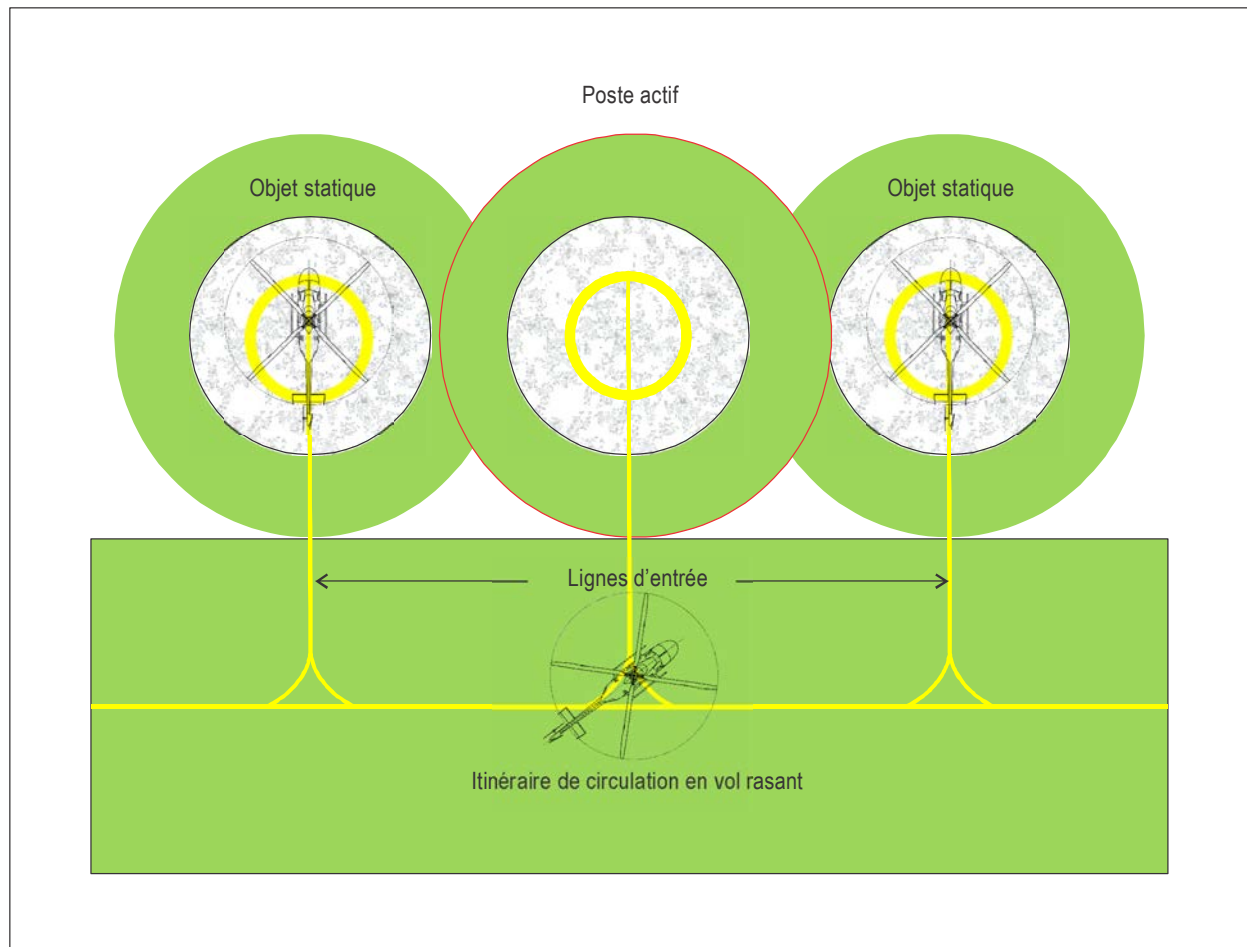 Poste actif
Objet statique
Objet statique
Lignes d'entrée
Itinéraire de circulation en vol rasant